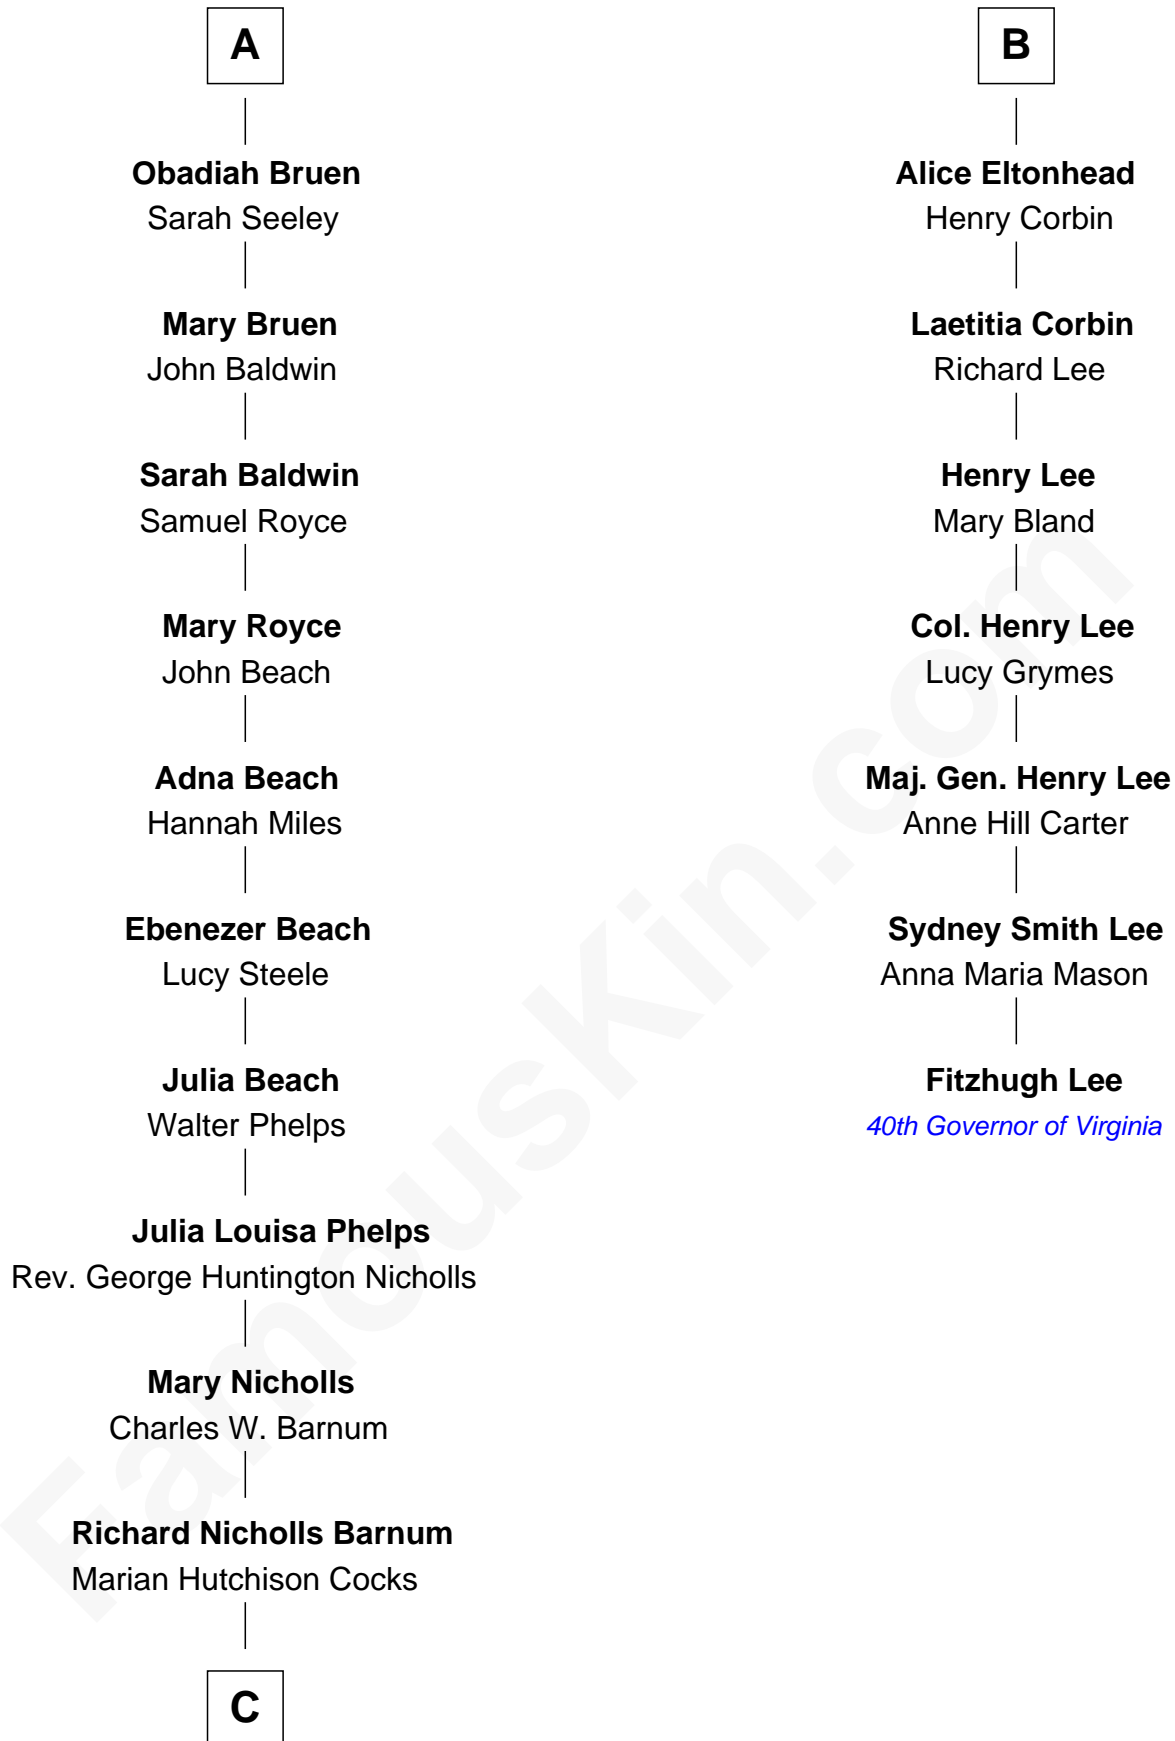 A
Obadiah Bruen
Sarah Seeley
Mary Bruen
John Baldwin
Sarah Baldwin
Samuel Royce
Mary Royce
John Beach
Adna Beach
Hannah Miles
Ebenezer Beach
Lucy Steele
Julia Beach
Walter Phelps
Julia Louisa Phelps
Rev. George Huntington Nicholls
Mary Nicholls
Charles W. Barnum
Richard Nicholls Barnum
Marian Hutchison Cocks
C
B
Alice Eltonhead
Henry Corbin
Laetitia Corbin
Richard Lee
Henry Lee
Mary Bland
Col. Henry Lee
Lucy Grymes
Maj. Gen. Henry Lee
Anne Hill Carter
Sydney Smith Lee
Anna Maria Mason
Fitzhugh Lee
40th Governor of Virginia
FamousKin.com